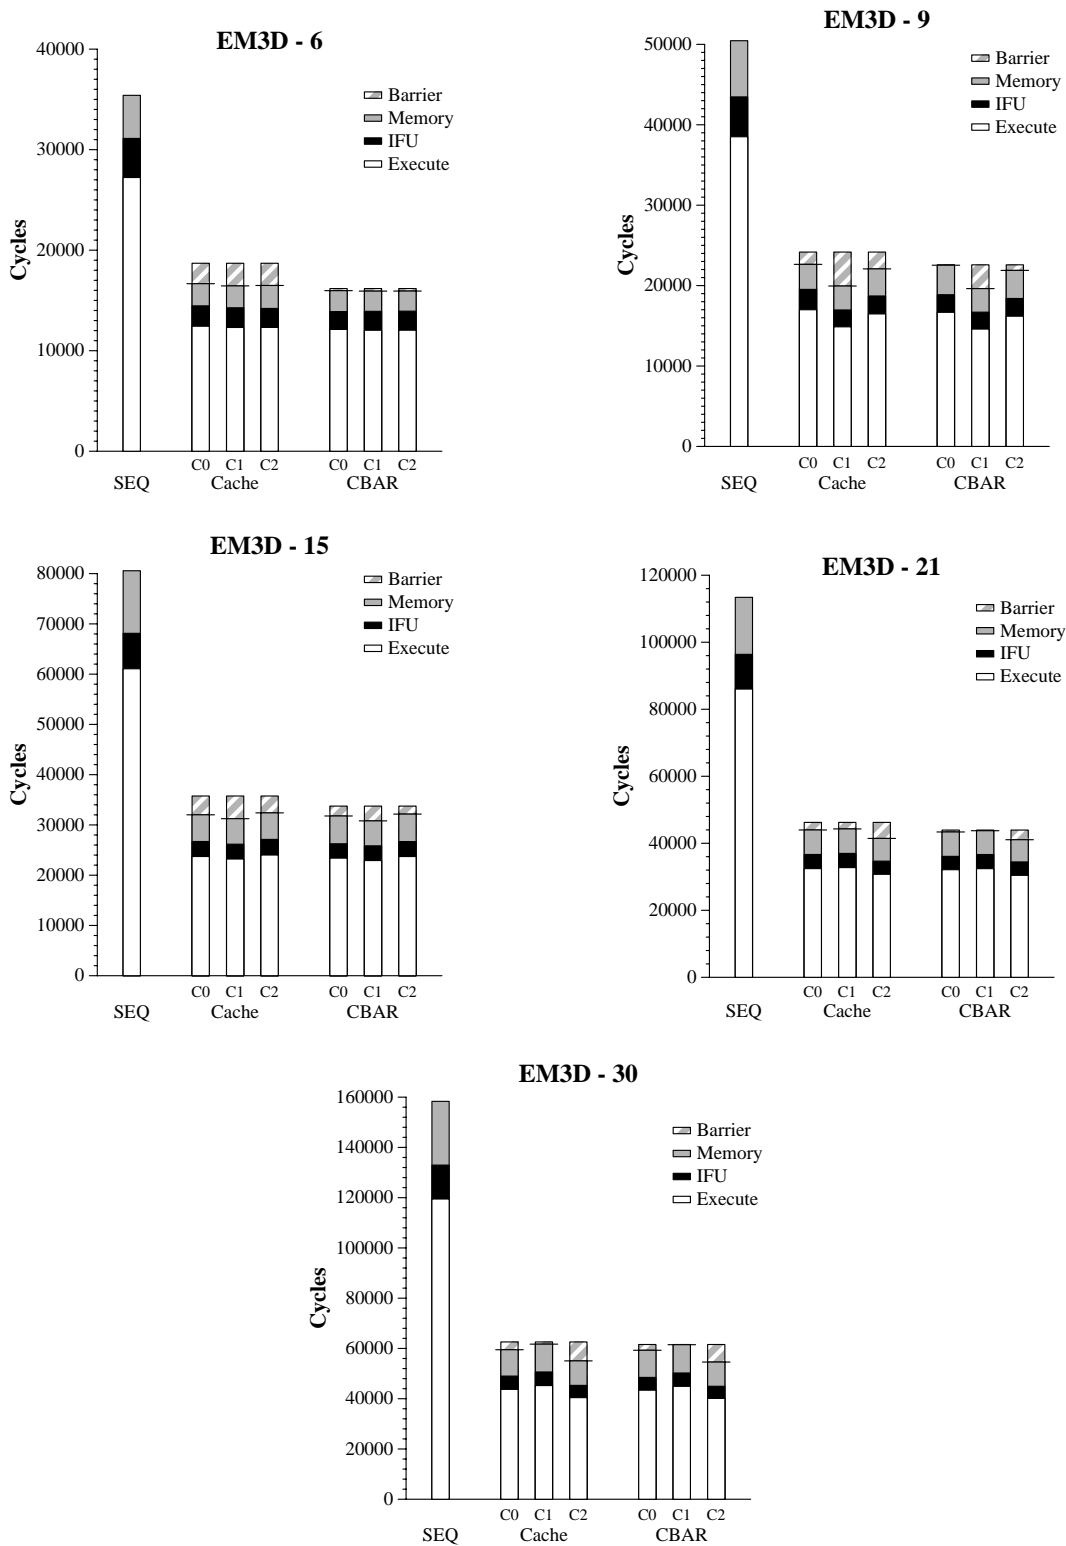 EM3D - 6
40000
30000
20000
10000
0
Cycles
Barrier
Memory
IFU
Execute
C0 C1 C2 C0 C1 C2
SEQ Cache CBAR
EM3D - 9
50000
40000
30000
20000
10000
0
Cycles
Barrier
Memory
IFU
Execute
C0 C1 C2 C0 C1 C2
SEQ Cache CBAR
EM3D - 15
80000
70000
60000
50000
40000
30000
20000
10000
0
Cycles
Barrier
Memory
IFU
Execute
C0 C1 C2 C0 C1 C2
SEQ Cache CBAR
EM3D - 21
120000
100000
80000
60000
40000
20000
0
Cycles
Barrier
Memory
IFU
Execute
C0 C1 C2 C0 C1 C2
SEQ Cache CBAR
EM3D - 30
160000
140000
120000
100000
80000
60000
40000
20000
0
Cycles
Barrier
Memory
IFU
Execute
C0 C1 C2 C0 C1 C2
SEQ Cache CBAR